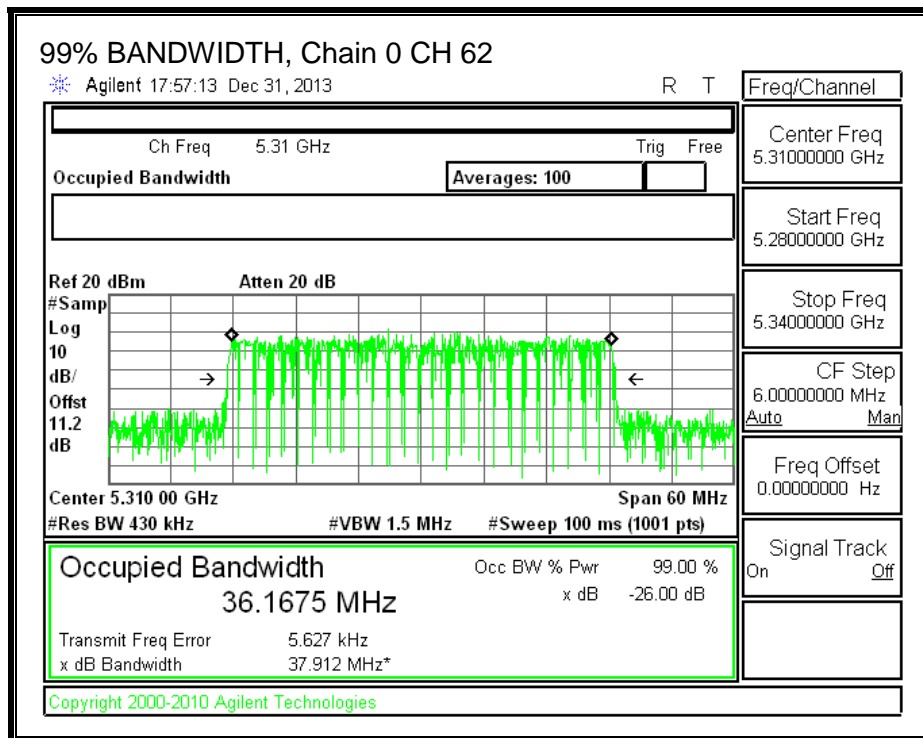 99% BANDWIDTH, Chain 0 CH 62
Agilent 17:57:13 Dec 31, 2013 R T
Freq/Channel
Ch Freq 5.31 GHz Trig Free
Occupied Bandwidth Averages: 100
Center Freq
5.31000000 GHz
Start Freq
5.28000000 GHz
Stop Freq
5.34000000 GHz
CF Step
6.00000000 MHz
Auto Man
Freq Offset
0.00000000 Hz
Signal Track
On Off
Ref 20 dBm Atten 20 dB
#Samp
Log
10
dB/
Offst
11.2
dB
Center 5.310 00 GHz Span 60 MHz
#Res BW 430 kHz #VBW 1.5 MHz #Sweep 100 ms (1001 pts)
Occupied Bandwidth Occ BW % Pwr 99.00 %
36.1675 MHz x dB -26.00 dB
Transmit Freq Error 5.627 kHz
x dB Bandwidth 37.912 MHz*
Copyright 2000-2010 Agilent Technologies